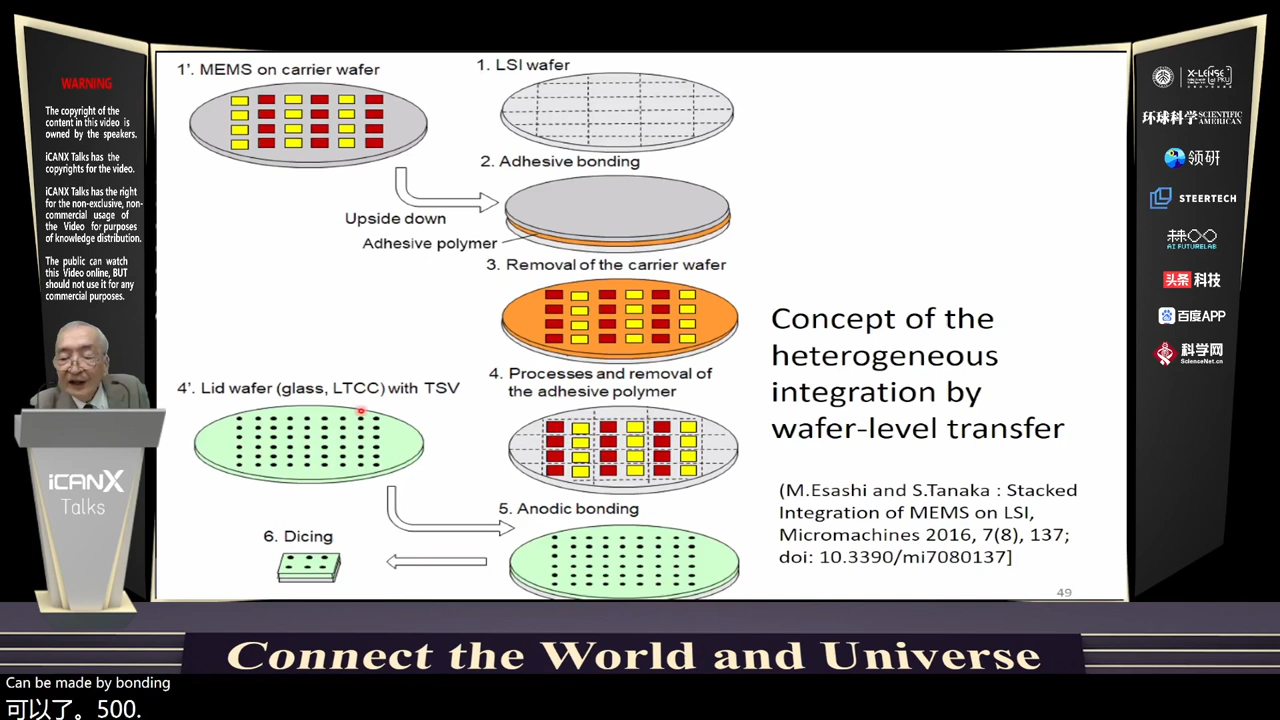 WARNING
The copyright of the
content in this video is
owned by the speakers.
iCANX Talks has the
copyrights for the video.
iCANX Talks has the right
for the non-exclusive, non-
commercial usage of
the Video for purposes
of knowledge distribution.
The public can watch
this Video online, BUT
should not use it for any
commercial purposes.
iCANX
Talks
1'. MEMS on carrier wafer
1. LSI wafer
2. Adhesive bonding
Upside down
Adhesive polymer
3. Removal of the carrier wafer
4'. Lid wafer (glass, LTCC) with TSV
4. Processes and removal of
the adhesive polymer
5. Anodic bonding
6. Dicing
Concept of the
heterogeneous
integration by
wafer-level transfer
(M.Esashi and S.Tanaka : Stacked
Integration of MEMS on LSI,
Micromachines 2016, 7(8), 137;
doi: 10.3390/mi7080137]
49
X-LENSE
环球科学 SCIENTIFIC
AMERICAN
领研
STEERTECH
AI FUTURELAB
头条 科技
百度APP
科学网
ScienceNet.cn
Connect the World and Universe
Can be made by bonding
可以了。500.